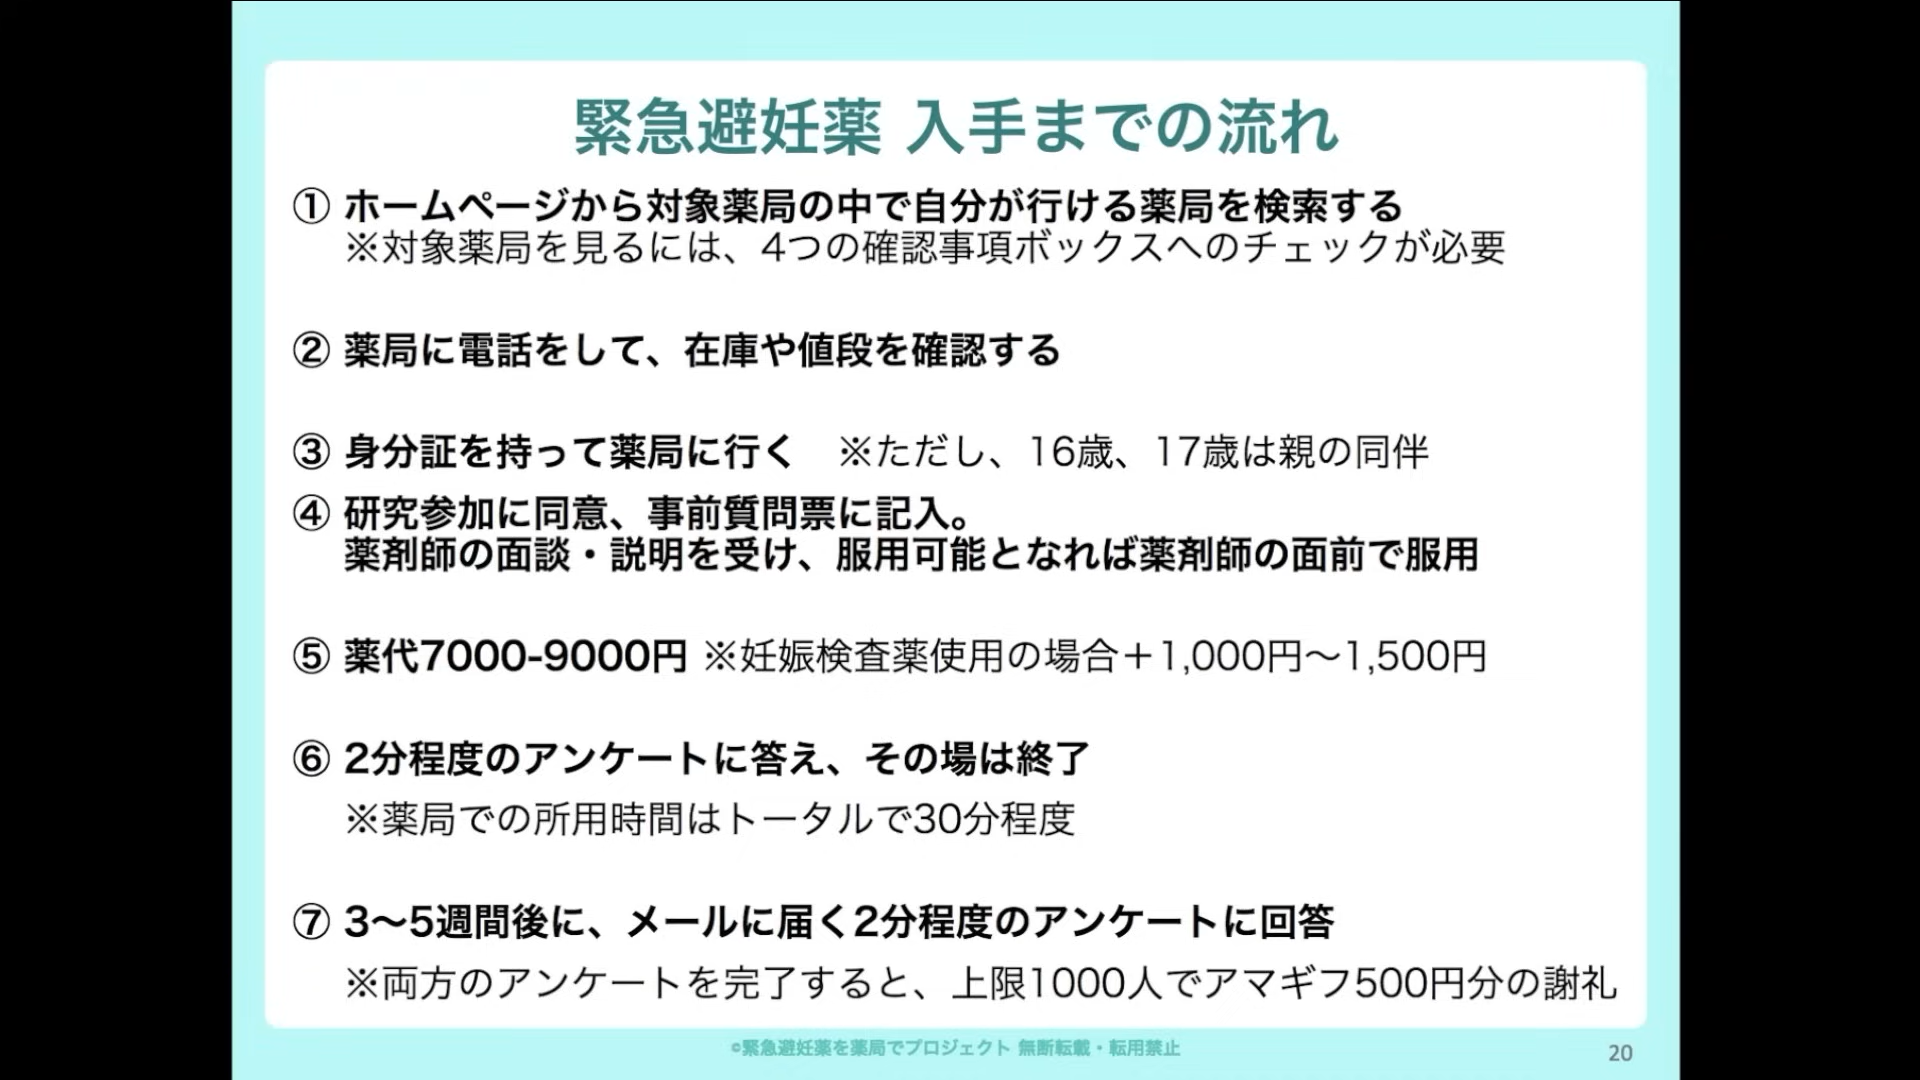 緊急避妊薬 入手までの流れ
① ホームページから対象薬局の中で自分が行ける薬局を検索する
※対象薬局を見るには、4つの確認事項ボックスへのチェックが必要
② 薬局に電話をして、在庫や値段を確認する
③ 身分証を持って薬局に行く　※ただし、16歳、17歳は親の同伴
④ 研究参加に同意、事前質問票に記入。
薬剤師の面談・説明を受け、服用可能となれば薬剤師の面前で服用
⑤ 薬代7000-9000円 ※妊娠検査薬使用の場合＋1,000円〜1,500円
⑥ 2分程度のアンケートに答え、その場は終了
※薬局での所用時間はトータルで30分程度
⑦ 3〜5週間後に、メールに届く2分程度のアンケートに回答
※両方のアンケートを完了すると、上限1000人でアマギフ500円分の謝礼
©緊急避妊薬を薬局でプロジェクト 無断転載・転用禁止
20